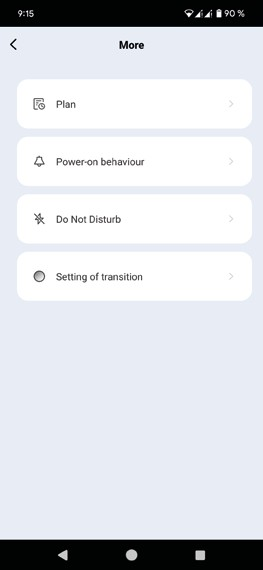 9:15
90 %
More
Plan
Power-on behaviour
Do Not Disturb
Setting of transition